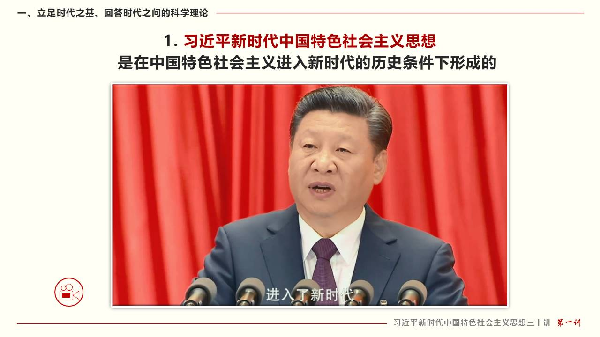 一、立足时代之基、回答时代之问的科学理论
1. 习近平新时代中国特色社会主义思想
是在中国特色社会主义进入新时代的历史条件下形成的
进入了新时代
习近平新时代中国特色社会主义思想三十讲 第一讲